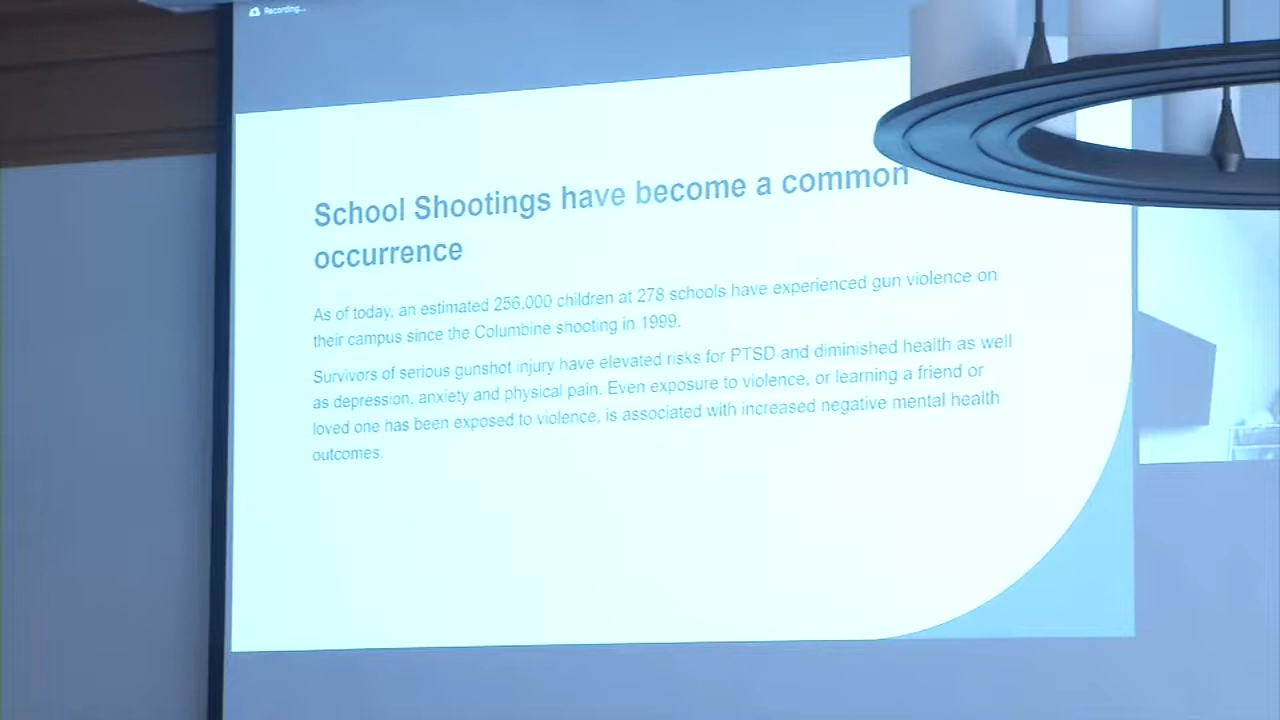 Recording...
School Shootings have become a common
occurrence
As of today, an estimated 256,000 children at 278 schools have experienced gun violence on
their campus since the Columbine shooting in 1999.
Survivors of serious gunshot injury have elevated risks for PTSD and diminished health as well
as depression, anxiety and physical pain. Even exposure to violence, or learning a friend or
loved one has been exposed to violence, is associated with increased negative mental health
outcomes.